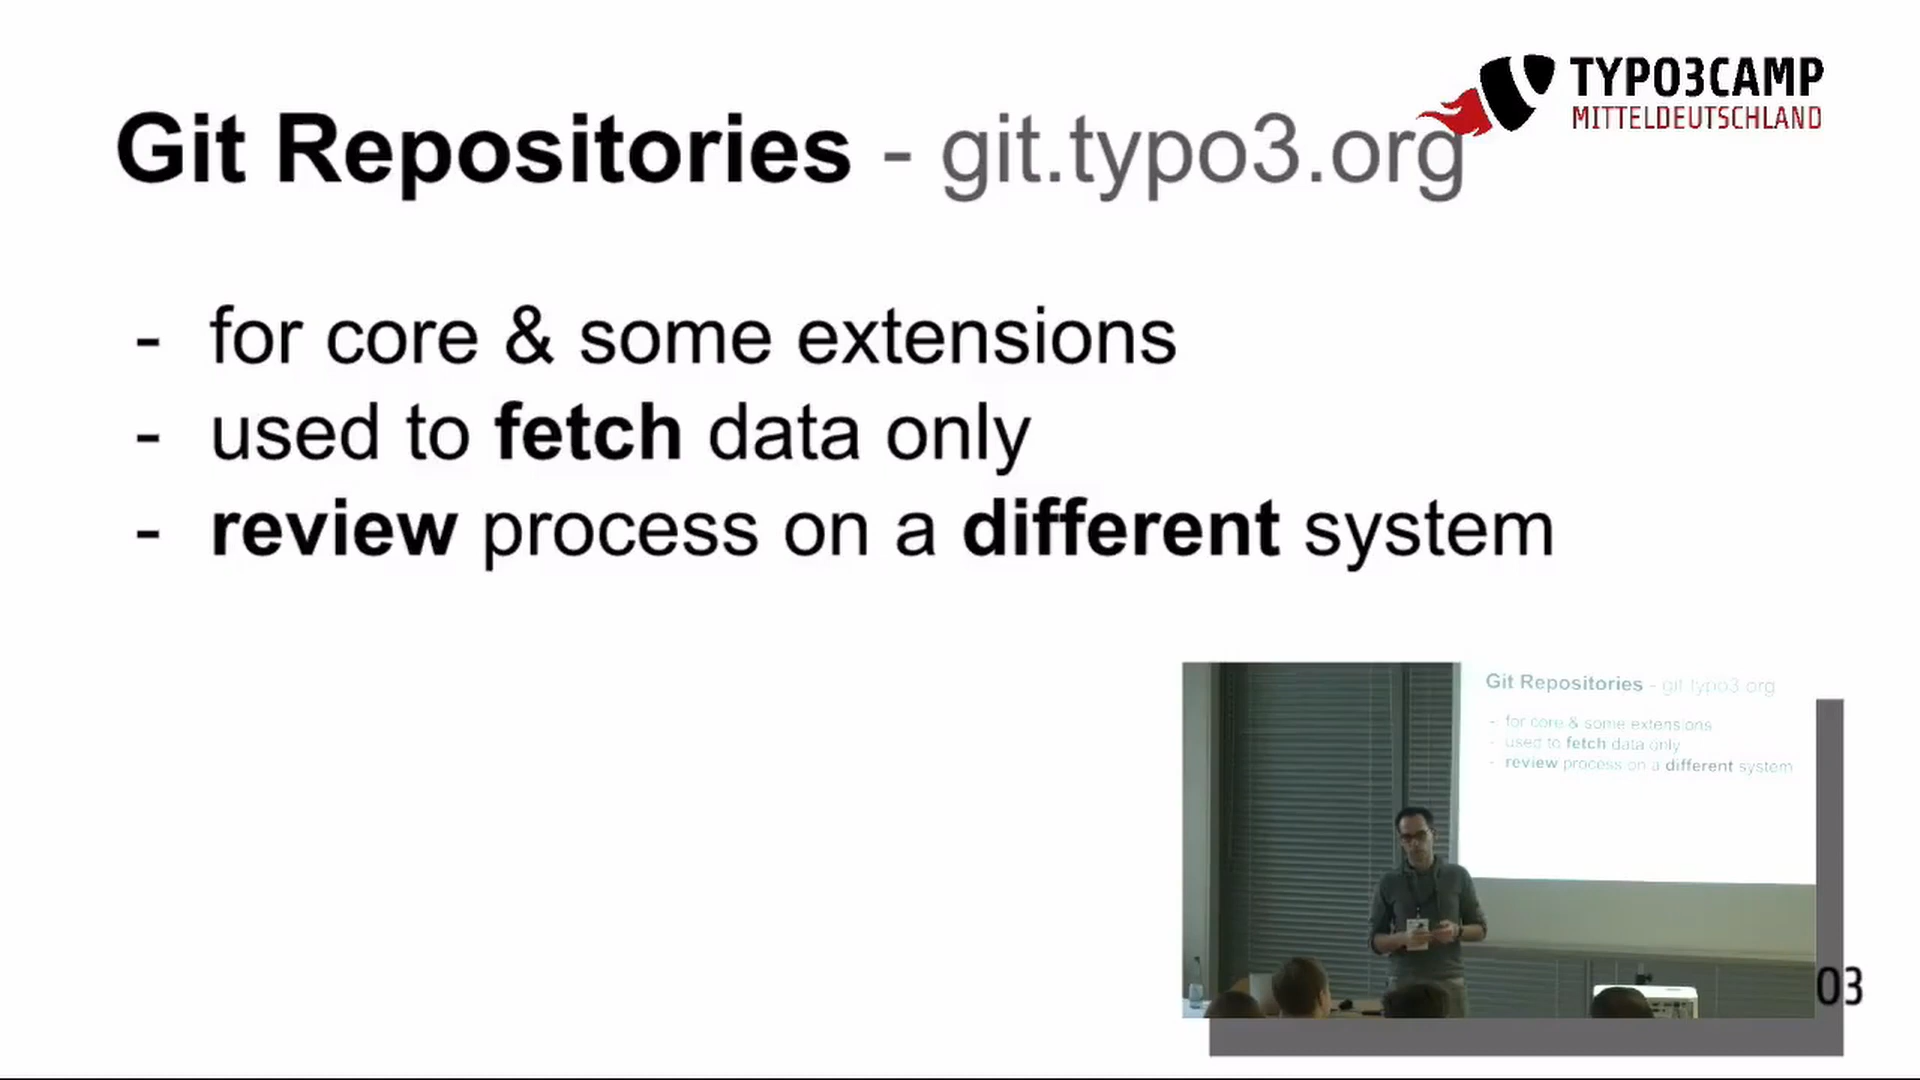 TYPO3CAMP
MITTELDEUTSCHLAND
Git Repositories - git.typo3.org
- for core & some extensions
- used to fetch data only
- review process on a different system
Git Repositories - git.typo3.org
- for core & some extensions
- used to fetch data only
- review process on a different system
03